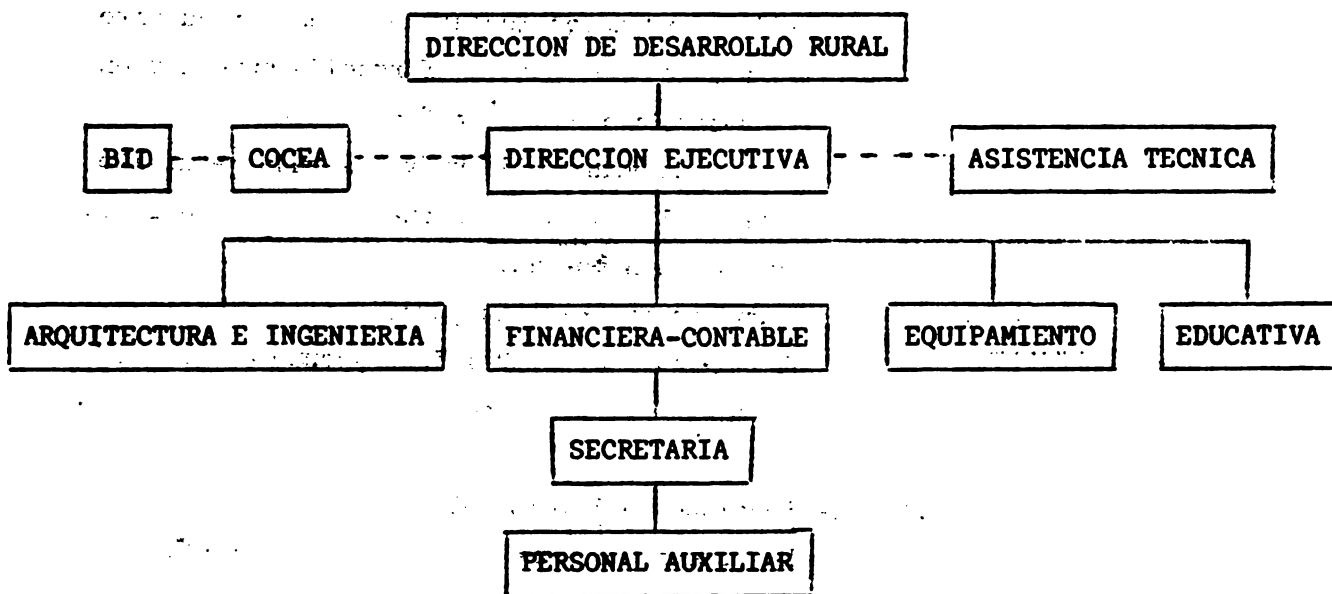 DIRECCION DE DESARROLLO RURAL
BID
COCEA
DIRECCION EJECUTIVA
ASISTENCIA TECNICA
ARQUITECTURA E INGENIERIA
FINANCIERA-CONTABLE
EQUIPAMIENTO
EDUCATIVA
SECRETARIA
PERSONAL AUXILIAR